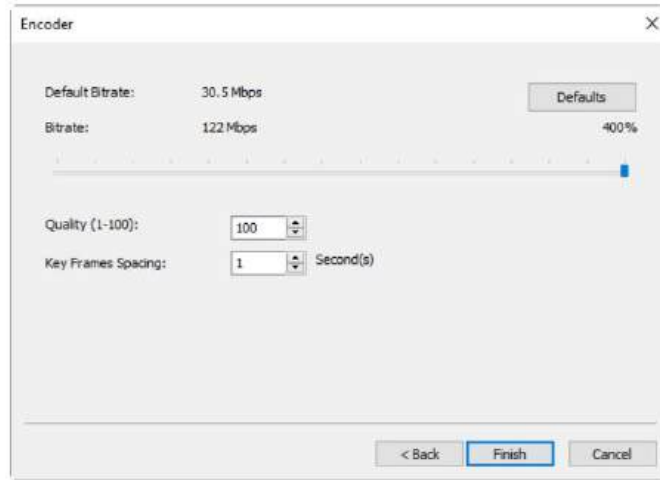 Encoder
Default Bitrate: 30.5 Mbps Defaults
Bitrate: 122 Mbps 400%
Quality (1-100): 100
Key Frames Spacing: 1 Second(s)
< Back Finish Cancel